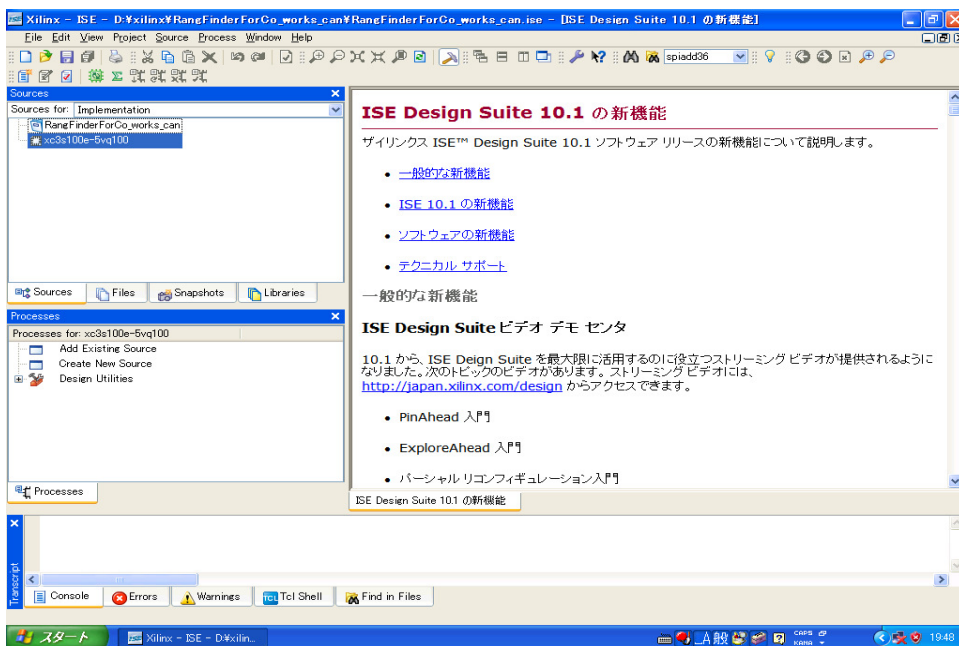 Xilinx - ISE - D:¥xilinx¥RangFinderForCo_works_can¥RangFinderForCo_works_can.ise - [ISE Design Suite 10.1 の新機能]
File Edit View Project Source Process Window Help
spiadd36
Sources
Sources for: Implementation
RangFinderForCo_works_can
xc3s100e-5vq100
Sources Files Snapshots Libraries
Processes
Processes for: xc3s100e-5vq100
Add Existing Source
Create New Source
Design Utilities
Processes
ISE Design Suite 10.1 の新機能
ザイリンクス ISE™ Design Suite 10.1 ソフトウェア リリースの新機能について説明します。
• 一般的な新機能
• ISE 10.1 の新機能
• ソフトウェアの新機能
• テクニカル サポート
一般的な新機能
ISE Design Suite ビデオ デモ センタ
10.1 から、ISE Deign Suite を最大限に活用するのに役立つストリーミング ビデオが提供されるように
なりました。次のトピックのビデオがあります。ストリーミング ビデオには、
http://japan.xilinx.com/design からアクセスできます。
• PinAhead 入門
• ExploreAhead 入門
• パーシャル リコンフィギュレーション入門
ISE Design Suite 10.1 の新機能
Transcript
Console Errors Warnings TCL Tcl Shell Find in Files
スタート
Xilinx - ISE - D:¥xilin...
A 般
CAPS
KANA
19:48